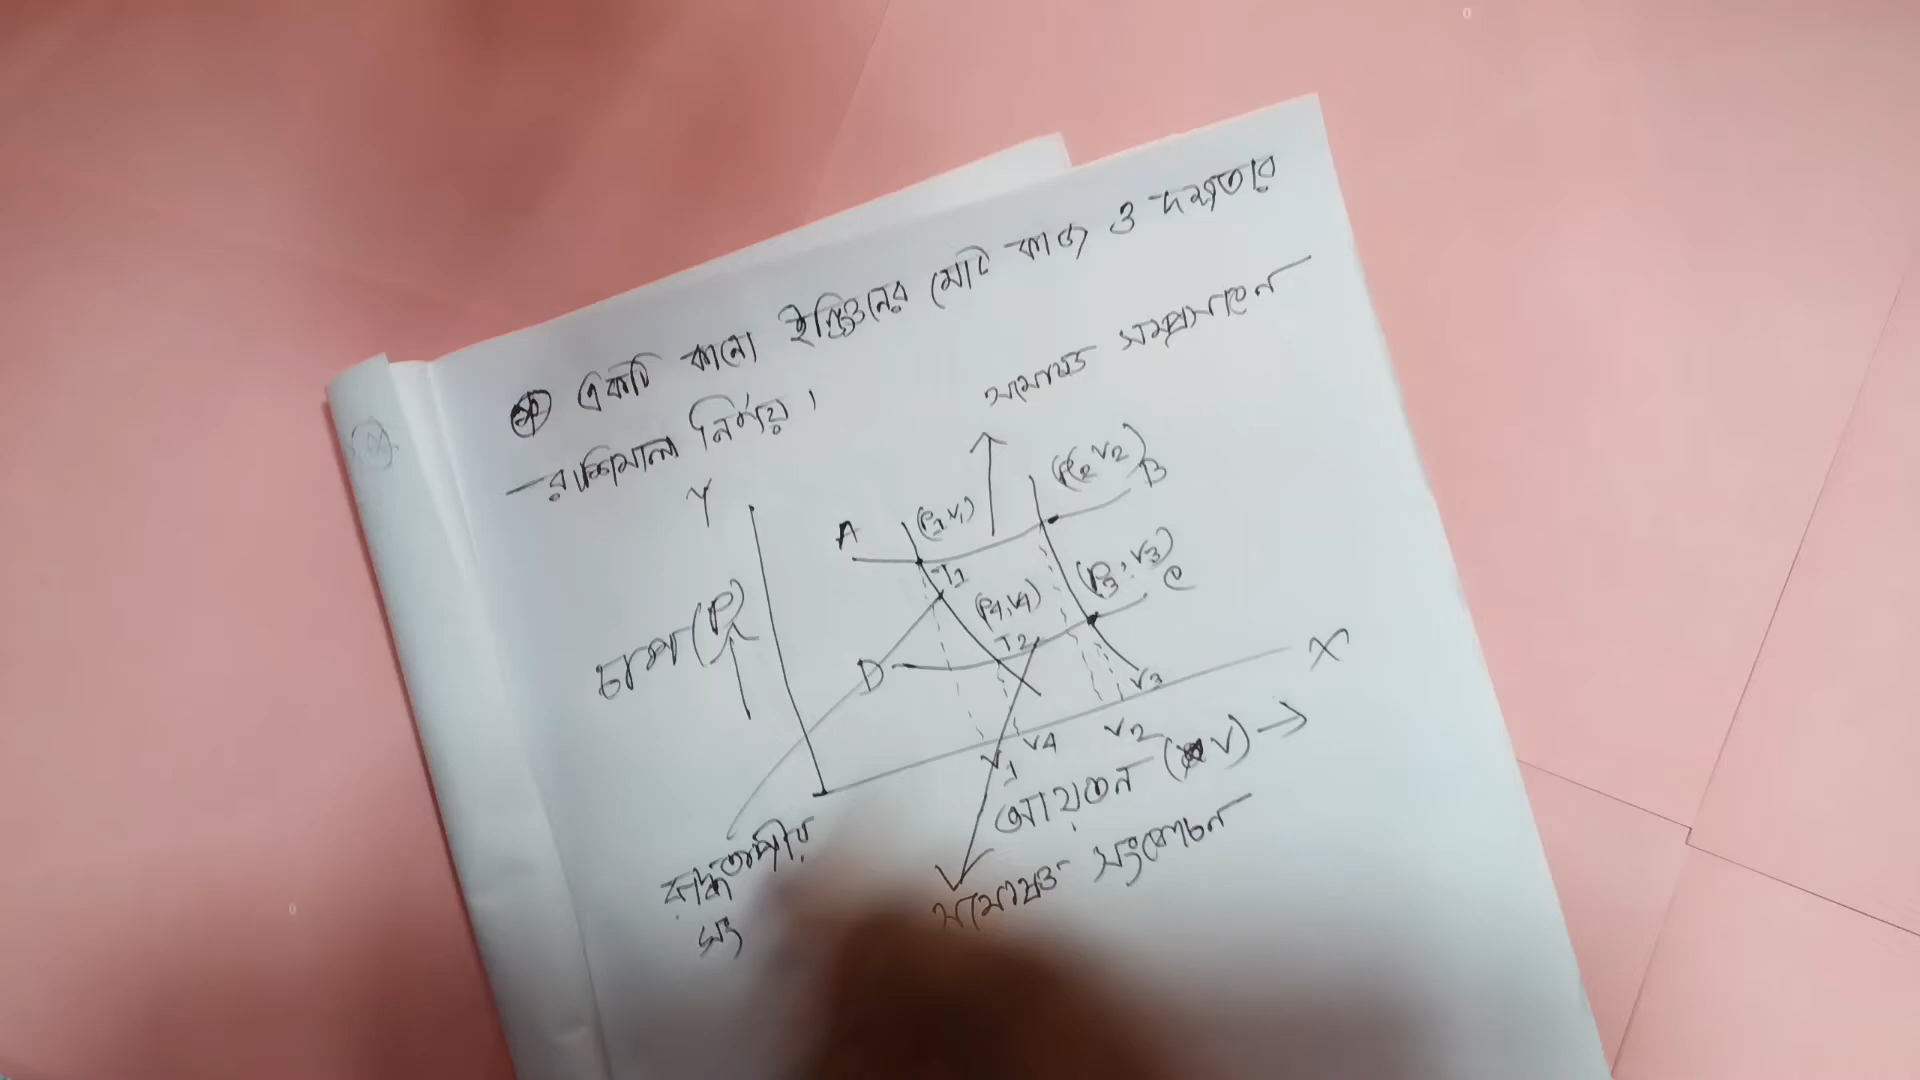 একটি কার্নো ইঞ্জিনের মোট কাজ ও দক্ষতার
রাশিমালা নির্ণয়।
সমোষ্ণ সম্প্রসারণ
Y
(P2 V2)
B
A
(P1 V1)
T1
(P3, V3)
C
(P4, V4)
T2
চাপ (P)
D
X
V3
V1
V4
V2
আয়তন (V) →
রুদ্ধতাপীয়
সং
সমোষ্ণ সংকোচন